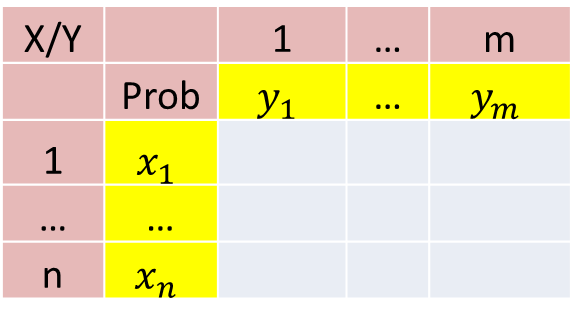 X/Y 1 ... m
Prob y₁ ... yₘ
1 x₁
... ...
n xₙ